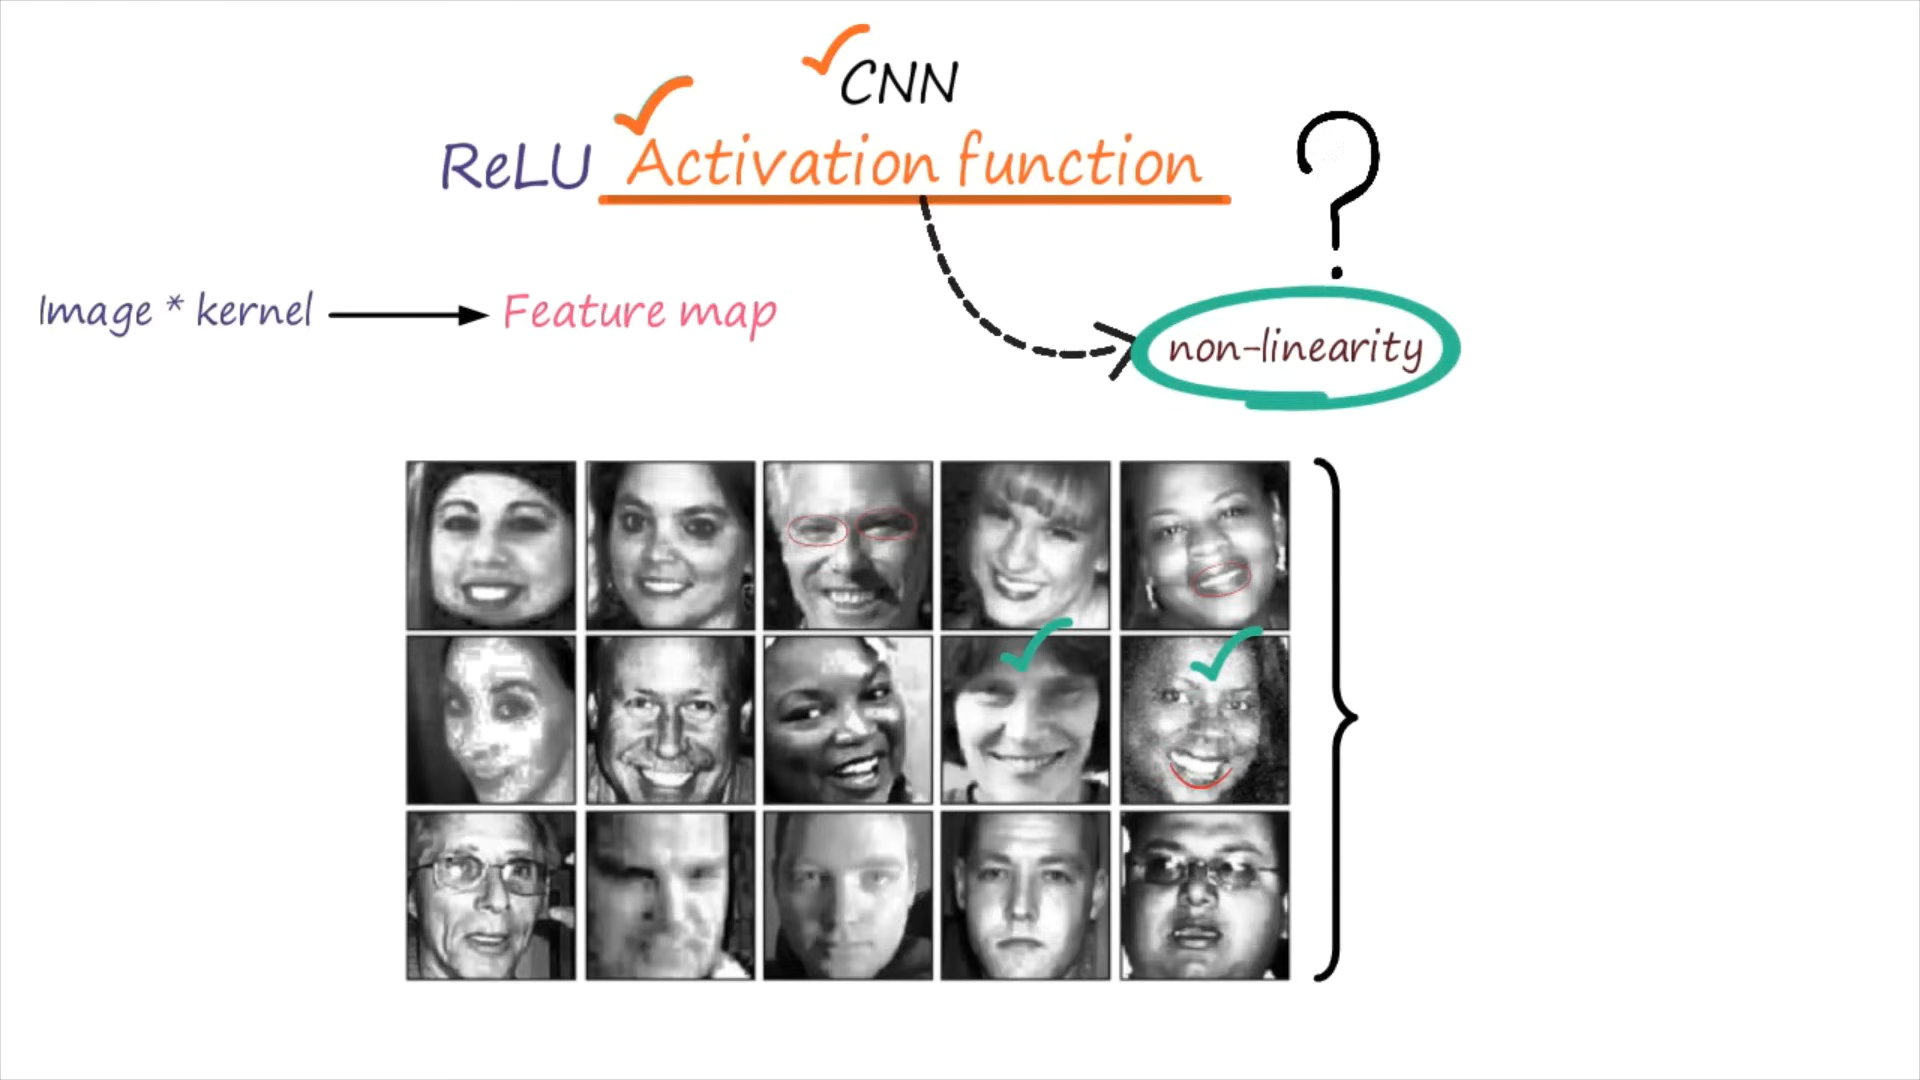 CNN
ReLU Activation function
?
Image * kernel → Feature map
non-linearity